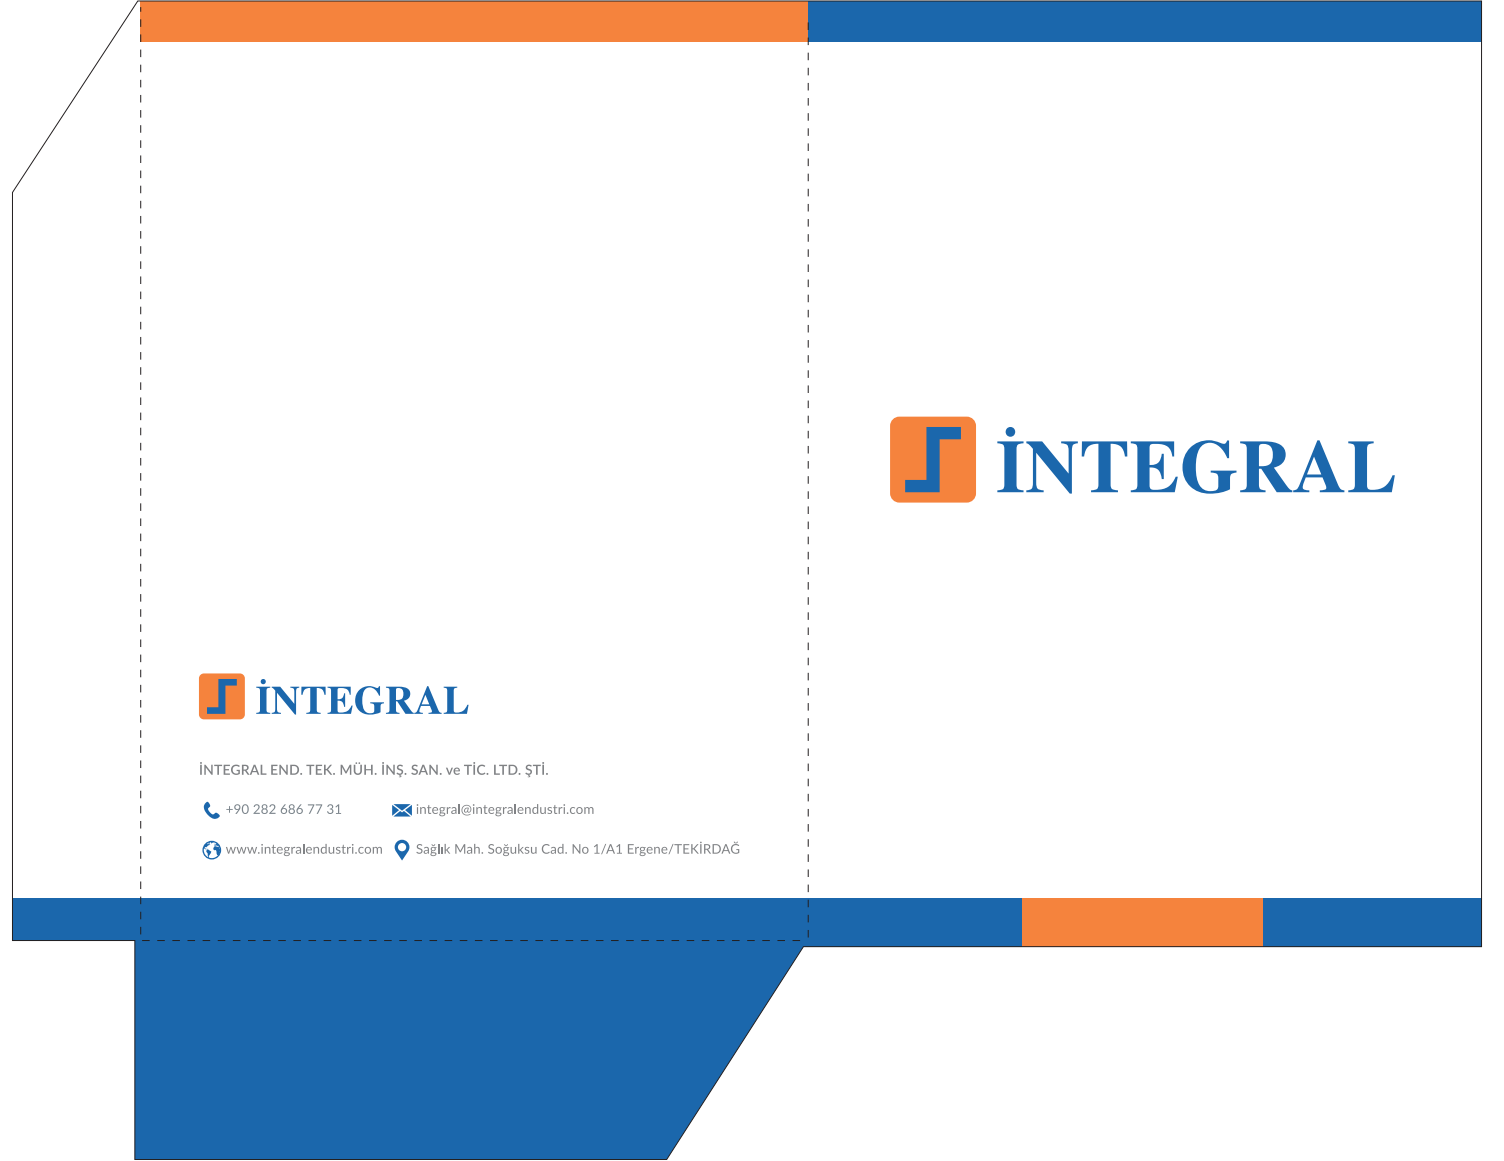 İNTEGRAL
İNTEGRAL
İNTEGRAL END. TEK. MÜH. İNŞ. SAN. ve TİC. LTD. ŞTİ.
+90 282 686 77 31
integral@integralendustri.com
www.integralendustri.com
Sağlık Mah. Soğuksu Cad. No 1/A1 Ergene/TEKİRDAĞ